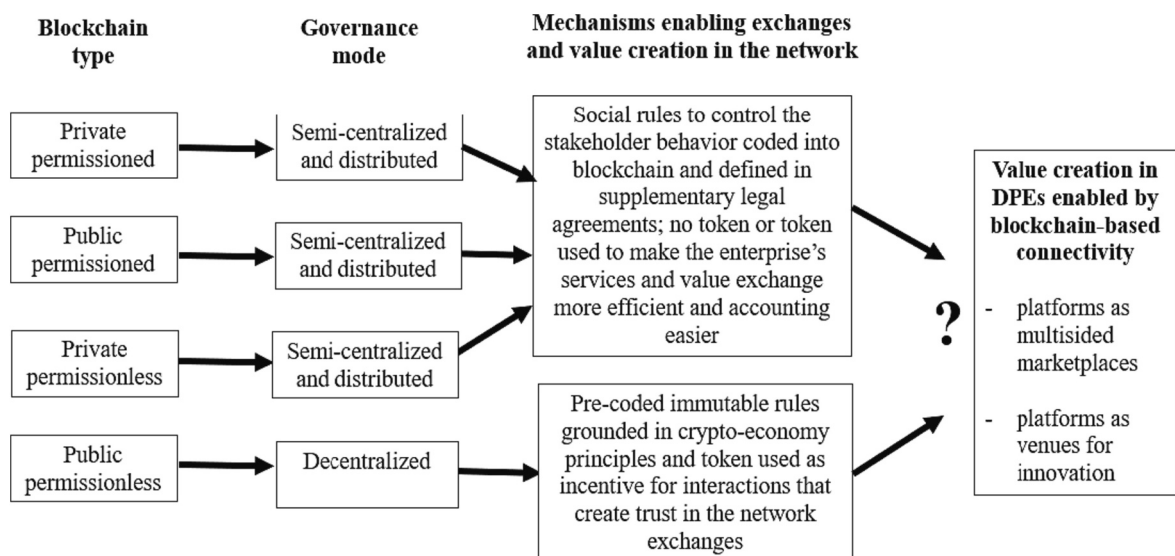 Blockchain
type
Governance
mode
Mechanisms enabling exchanges
and value creation in the network
Private
permissioned
Semi-centralized
and distributed
Public
permissioned
Semi-centralized
and distributed
Private
permissionless
Semi-centralized
and distributed
Public
permissionless
Decentralized
Social rules to control the
stakeholder behavior coded into
blockchain and defined in
supplementary legal
agreements; no token or token
used to make the enterprise's
services and value exchange
more efficient and accounting
easier
Pre-coded immutable rules
grounded in crypto-economy
principles and token used as
incentive for interactions that
create trust in the network
exchanges
?
Value creation in
DPEs enabled by
blockchain-based
connectivity
- platforms as
multisided
marketplaces
- platforms as
venues for
innovation